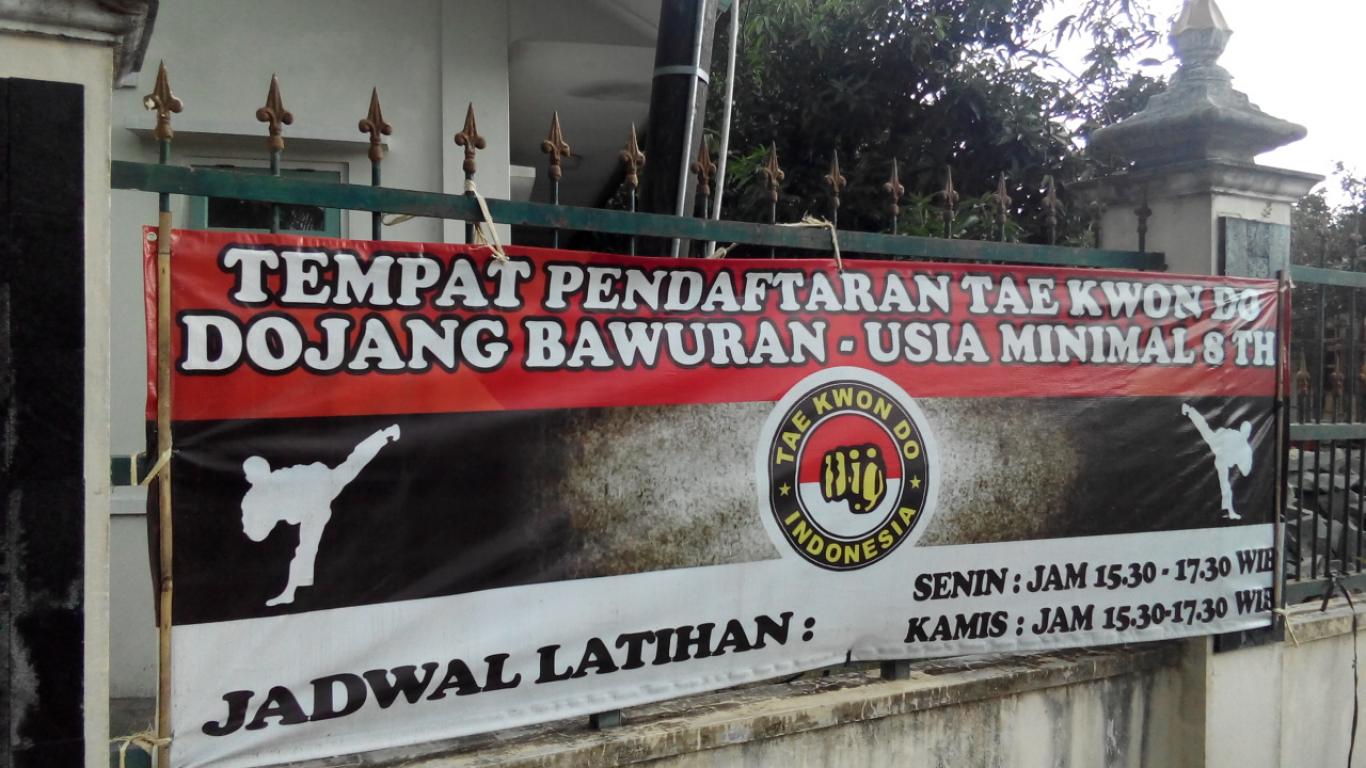 TEMPAT PENDAFTARAN TAE KWON DO
DOJANG BAWURAN - USIA MINIMAL 8 TH
TAE KWON DO
INDONESIA
JADWAL LATIHAN :
SENIN : JAM 15.30 - 17.30 WIB
KAMIS : JAM 15.30-17.30 WIB